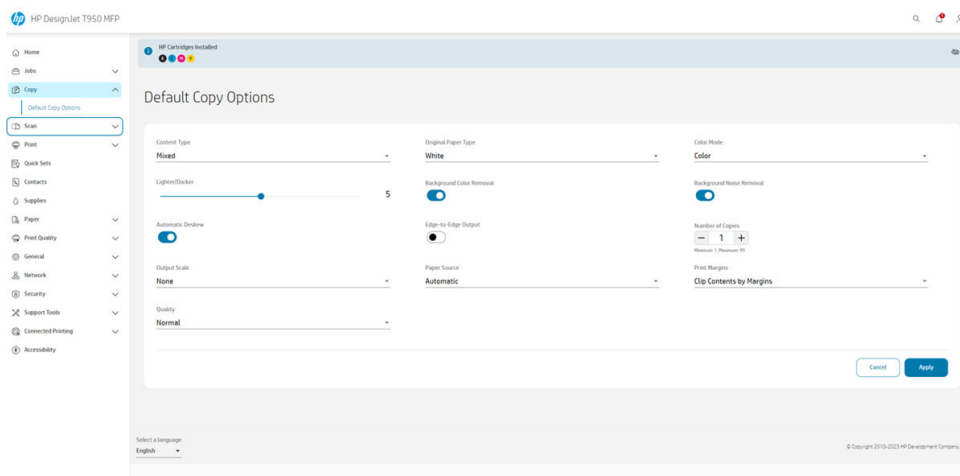 hp HP DesignJet T950 MFP
Home
Jobs
Copy
Default Copy Options
Scan
Print
Quick Sets
Contacts
Supplies
Paper
Print Quality
General
Network
Security
Support Tools
Connected Printing
Accessibility
HP Cartridges Installed
K C M Y
Default Copy Options
Content Type
Mixed
Original Paper Type
White
Color Mode
Color
Lighter/Darker
5
Background Color Removal
Background Noise Removal
Automatic Deskew
Edge-to-Edge Output
Number of Copies
1
Minimum: 1, Maximum: 99
Output Scale
None
Paper Source
Automatic
Print Margins
Clip Contents by Margins
Quality
Normal
Cancel
Apply
Select a language
English
© Copyright 2010-2023 HP Development Company,